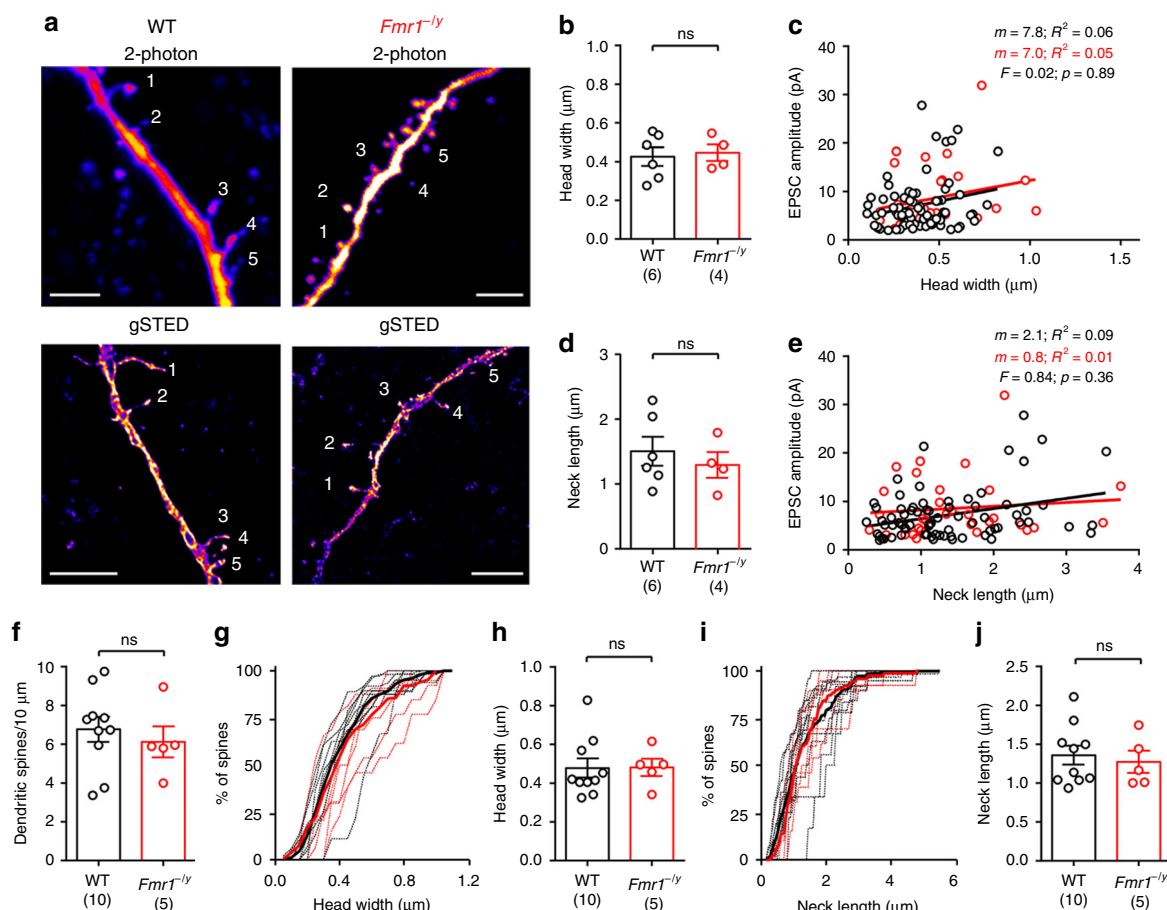 a
WT
2-photon
1
2
3
4
5
Fmr1–/y
2-photon
3
5
2
4
1
gSTED
1
2
3
4
5
gSTED
3
5
4
2
1
b
ns
1.0
0.8
0.6
0.4
0.2
0.0
Head width (μm)
WT
(6)
Fmr1–/y
(4)
c
m = 7.8; R² = 0.06
m = 7.0; R² = 0.05
F = 0.02; p = 0.89
40
30
20
10
0
EPSC amplitude (pA)
0.0 0.5 1.0 1.5
Head width (μm)
d
ns
3
2
1
0
Neck length (μm)
WT
(6)
Fmr1–/y
(4)
e
m = 2.1; R² = 0.09
m = 0.8; R² = 0.01
F = 0.84; p = 0.36
40
30
20
10
0
EPSC amplitude (pA)
0 1 2 3 4
Neck length (μm)
f
ns
10
8
6
4
2
0
Dendritic spines/10 μm
WT
(10)
Fmr1–/y
(5)
g
100
75
50
25
0
% of spines
0.0 0.4 0.8 1.2
Head width (μm)
h
ns
1.0
0.8
0.6
0.4
0.2
0.0
Head width (μm)
WT
(10)
Fmr1–/y
(5)
i
100
75
50
25
0
% of spines
0 2 4 6
Neck length (μm)
j
ns
2.5
2.0
1.5
1.0
0.5
0.0
Neck length (μm)
WT
(10)
Fmr1–/y
(5)